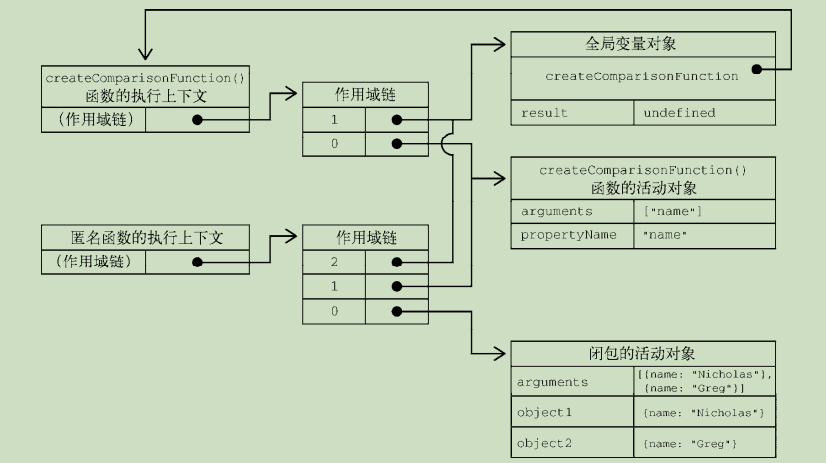 createComparisonFunction()
函数的执行上下文
(作用域链)
作用域链
1
0
全局变量对象
createComparisonFunction
result undefined
createComparisonFunction()
函数的活动对象
arguments ["name"]
propertyName "name"
匿名函数的执行上下文
(作用域链)
作用域链
2
1
0
闭包的活动对象
arguments [{name: "Nicholas"},
{name: "Greg"}]
object1 {name: "Nicholas"}
object2 {name: "Greg"}